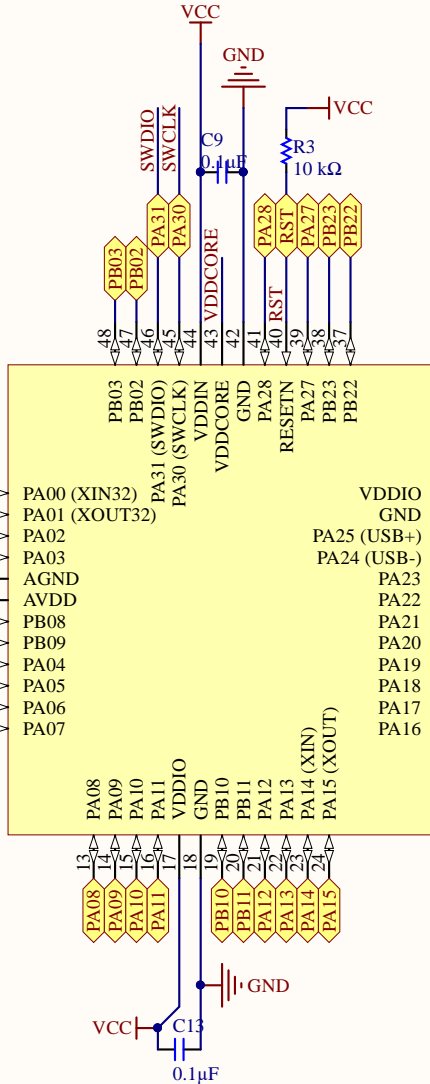 VCC
GND
VCC
SWDIO
SWCLK
C9
0.1µF
R3
10 kΩ
PB03
PB02
PA31
PA30
VDDCORE
PA28
RST
PA27
PB23
PB22
RST
48
47
46
45
44
43
42
41
40
39
38
37
PB03
PB02
PA31 (SWDIO)
PA30 (SWCLK)
VDDIN
VDDCORE
GND
PA28
RESETN
PA27
PB23
PB22
PA00 (XIN32)
PA01 (XOUT32)
PA02
PA03
AGND
AVDD
PB08
PB09
PA04
PA05
PA06
PA07
VDDIO
GND
PA25 (USB+)
PA24 (USB-)
PA23
PA22
PA21
PA20
PA19
PA18
PA17
PA16
PA08
PA09
PA10
PA11
VDDIO
GND
PB10
PB11
PA12
PA13
PA14 (XIN)
PA15 (XOUT)
13
14
15
16
17
18
19
20
21
22
23
24
PA08
PA09
PA10
PA11
PB10
PB11
PA12
PA13
PA14
PA15
GND
VCC
C13
0.1µF